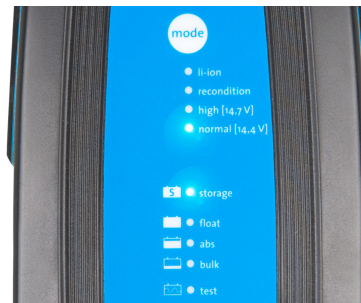 mode
li-ion
recondition
high [14,7 V]
normal [14,4 V]
S storage
float
abs
bulk
test